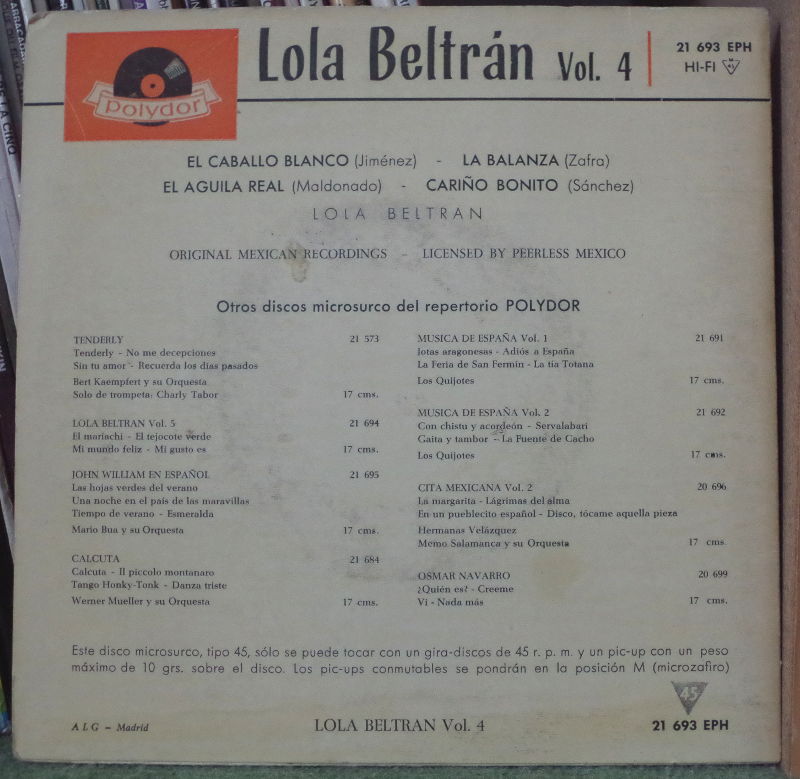 polydor
Lola Beltrán Vol. 4
21 693 EPH
HI-FI
EL CABALLO BLANCO (Jiménez) - LA BALANZA (Zafra)
EL AGUILA REAL (Maldonado) - CARIÑO BONITO (Sánchez)
LOLA BELTRAN
ORIGINAL MEXICAN RECORDINGS - LICENSED BY PEERLESS MEXICO
Otros discos microsurco del repertorio POLYDOR
TENDERLY 21 573
Tenderly - No me decepciones
Sin tu amor - Recuerda los días pasados
Bert Kaempfert y su Orquesta
Solo de trompeta: Charly Tabor 17 cms.
LOLA BELTRAN Vol. 5 21 694
El mariachi - El tejocote verde
Mi mundo feliz - Mi gusto es 17 cms.
JOHN WILLIAM EN ESPAÑOL 21 695
Las hojas verdes del verano
Una noche en el país de las maravillas
Tiempo de verano - Esmeralda
Mario Bua y su Orquesta 17 cms.
CALCUTA 21 684
Calcuta - Il piccolo montanaro
Tango Honky-Tonk - Danza triste
Werner Mueller y su Orquesta 17 cms.
MUSICA DE ESPAÑA Vol. 1 21 691
Jotas aragonesas - Adiós a España
La Feria de San Fermín - La tía Totana
Los Quijotes 17 cms.
MUSICA DE ESPAÑA Vol. 2 21 692
Con chistu y acordeón - Servalabari
Gaita y tambor - La Fuente de Cacho
Los Quijotes 17 cms.
CITA MEXICANA Vol. 2 20 696
La margarita - Lágrimas del alma
En un pueblecito español - Disco, tócame aquella pieza
Hermanas Velázquez
Memo Salamanca y su Orquesta 17 cms.
OSMAR NAVARRO 20 699
¿Quién es? - Creeme
Vi - Nada más 17 cms.
Este disco microsurco, tipo 45, sólo se puede tocar con un gira-discos de 45 r. p. m. y un pic-up con un peso
máximo de 10 grs. sobre el disco. Los pic-ups conmutables se pondrán en la posición M (microzafiro)
45
ALG - Madrid
LOLA BELTRAN Vol. 4
21 693 EPH